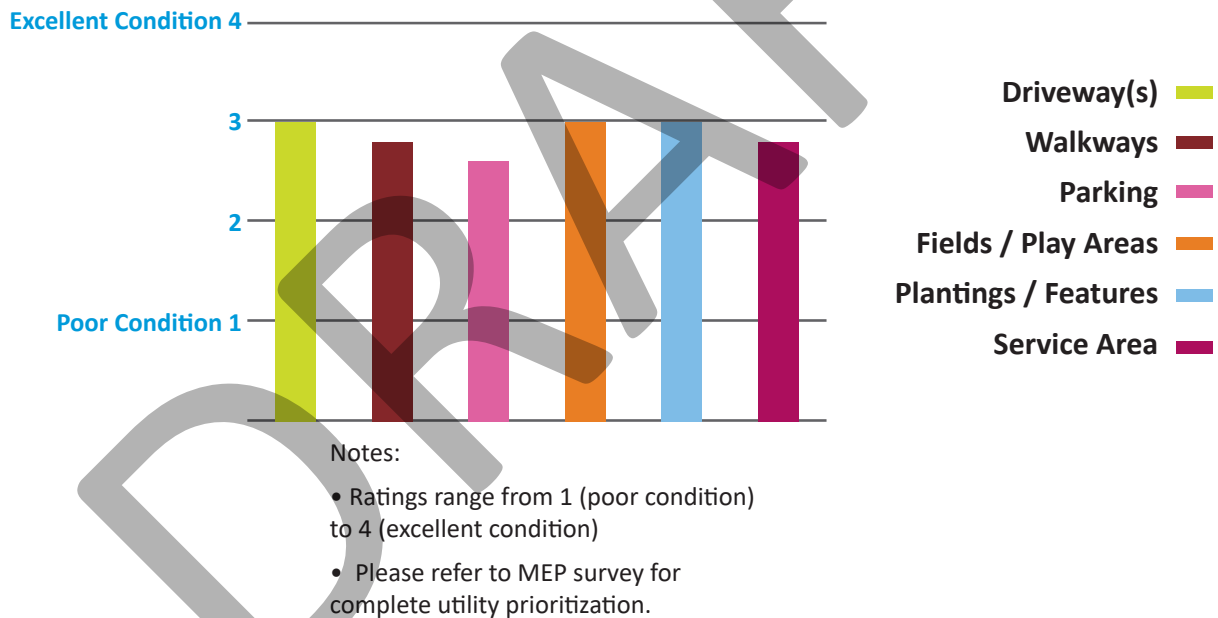 Excellent Condition 4
3
2
Poor Condition 1
Driveway(s)
Walkways
Parking
Fields / Play Areas
Plantings / Features
Service Area
Notes:
• Ratings range from 1 (poor condition)
to 4 (excellent condition)
• Please refer to MEP survey for
complete utility prioritization.
DRA